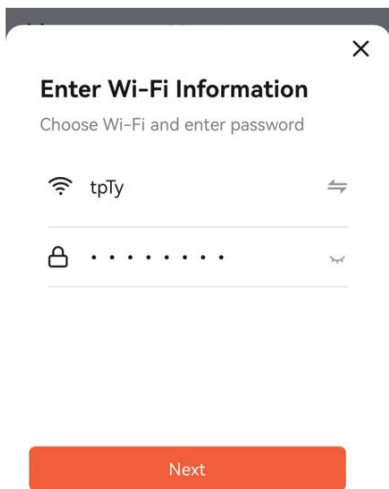 Enter Wi-Fi Information
Choose Wi-Fi and enter password
tpTy
• • • • • • • •
Next